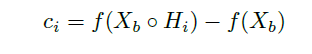 c_i = f(X_b ∘ H_i) − f(X_b)